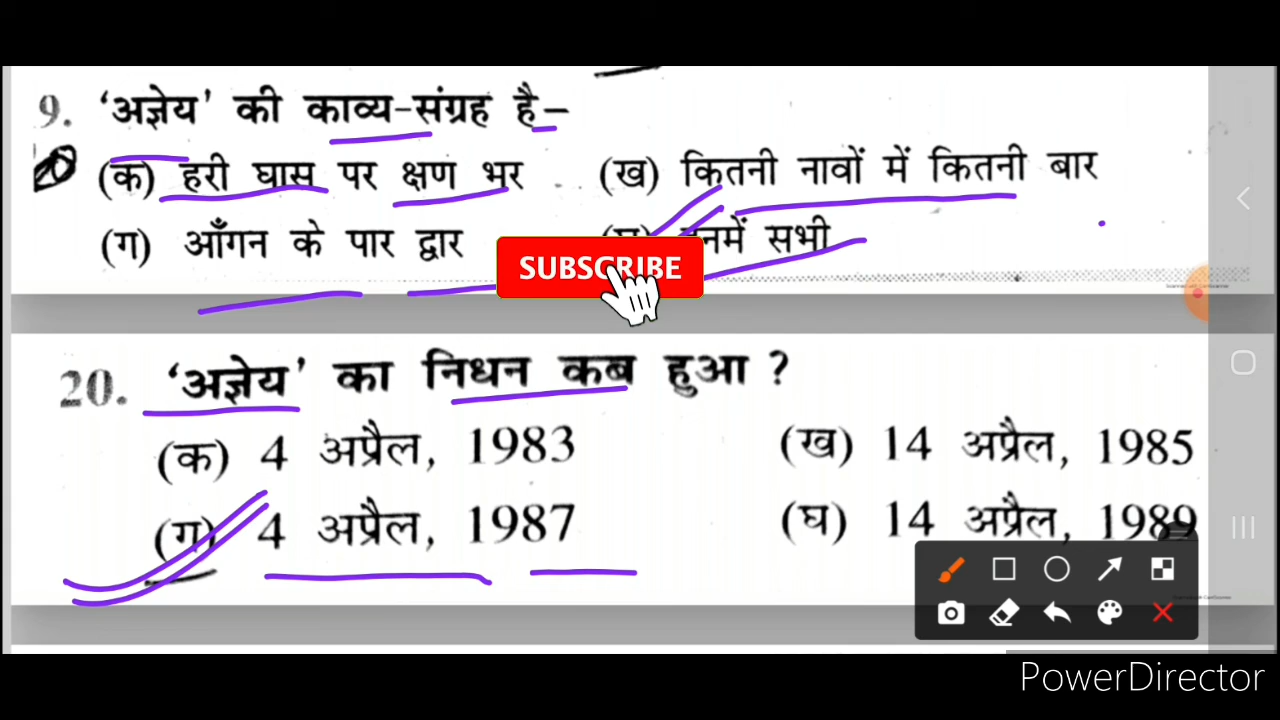 9. ‘अज्ञेय’ की काव्य-संग्रह है-
(क) हरी घास पर क्षण भर (ख) कितनी नावों में कितनी बार
(ग) आँगन के पार द्वार (घ) इनमें सभी
SUBSCRIBE
20. ‘अज्ञेय’ का निधन कब हुआ ?
(क) 4 अप्रैल, 1983 (ख) 14 अप्रैल, 1985
(ग) 4 अप्रैल, 1987 (घ) 14 अप्रैल, 1989
PowerDirector